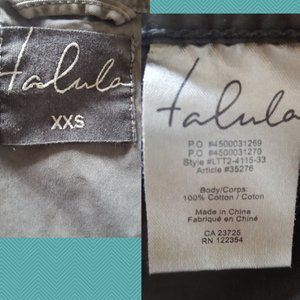 Talula
XXS
Talula
P.O. #4500031269
P.O. #4500031270
Style #LTT2-4115-33
Article #35276
Body/Corps:
100% Cotton / Coton
Made in China
Fabriqué en Chine
CA 23725
RN 122354